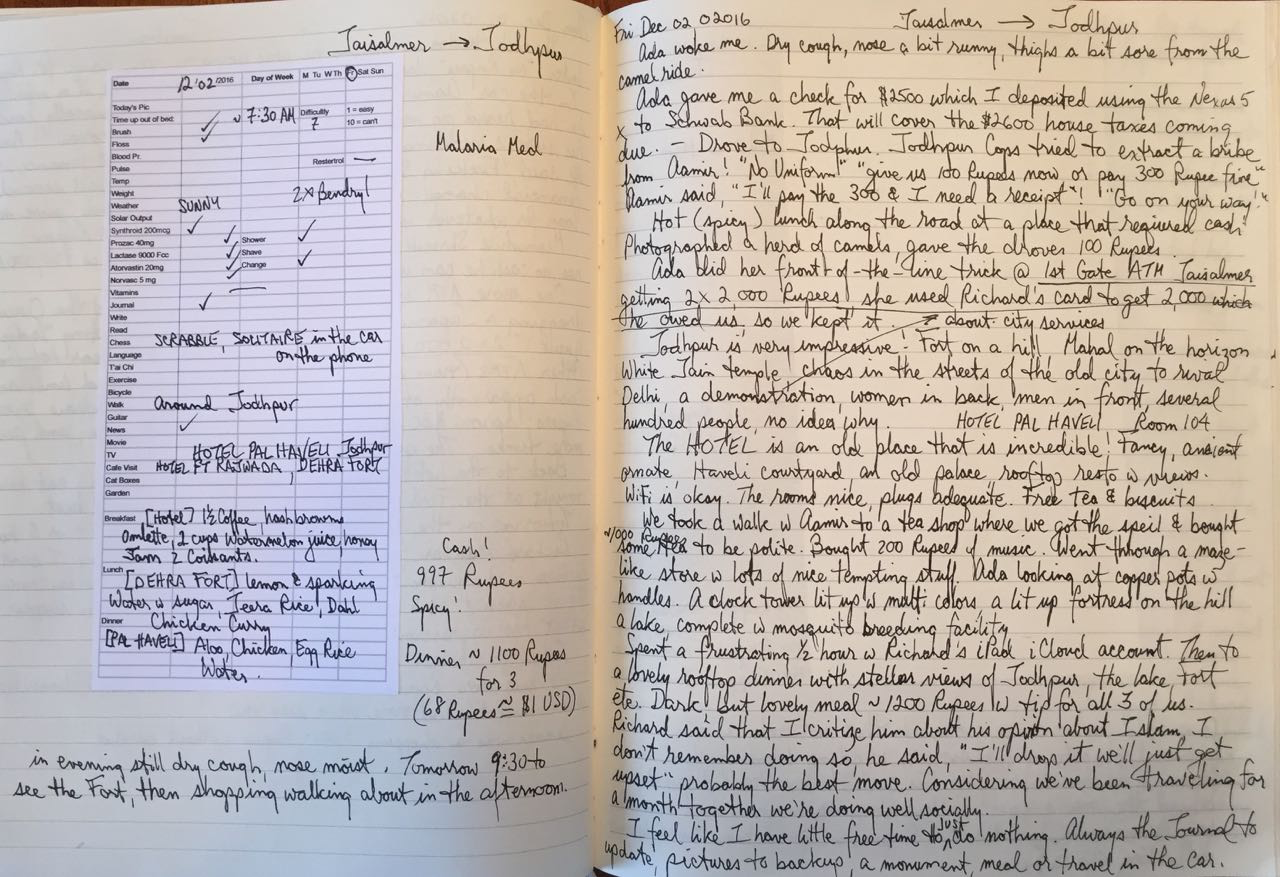 Jaisalmer → Jodhpur
Date 12/02/2016 Day of Week M Tu W Th Fr Sat Sun
Today's Pic
Time up out of bed: ~ 7:30 AM Difficulty 1 = easy
7 10 = can't
Brush
Floss
Blood Pr. Restertrol —
Pulse
Temp
Weight
2x Bendryl
Weather SUNNY
Solar Output
Synthroid 200mcg
Prozac 40mg Shower
Lactase 9000 Fcc Shave
Atorvastin 20mg Change
Norvasc 5 mg
Vitamins
Journal
Write
Read
Chess SCRABBLE, SOLITAIRE in the car
Language on the phone
T'ai Chi
Exercise
Bicycle
Walk around Jodhpur
Guitar
News
Movie
TV HOTEL PAL HAVELI Jodhpur
Cafe Visit HOTEL FT RAJWADA, DEHRA FORT
Cat Boxes
Garden
Breakfast [Hotel] 1½ Coffee, hashbrowns
Omlette, 2 cups watermelon juice, honey
Jam 2 Coissants.
Lunch
[DEHRA FORT] lemon & sparking
Water w sugar, Jeera Rice, Dahl
Dinner Chicken Curry
[PAL HAVELI] Aloo, Chicken, Egg Rice
Water.
Malaria Med
Cash!
997 Rupees
Spicy!
Dinner ~ 1100 Rupees
for 3
(68 Rupees ≅ $1 USD)
in evening still dry cough, nose moist. Tomorrow 9:30 to
see the Fort, then shopping walking about in the afternoon.
Fri Dec 02 02016 Jaisalmer → Jodhpur
Ada woke me. Dry cough, nose a bit runny, thighs a bit sore from the
camel ride.
Ada gave me a check for $2500 which I deposited using the Nexus 5
x to Schwab Bank. That will cover the $2600 house taxes coming
due. — Drove to Jodphur. Jodhpur Cops tried to extract a bribe
from Aamir! "No Uniform" "give us 100 Rupees now or pay 300 Rupee fine"
Aamir said, "I'll pay the 300 & I need a receipt"! "Go on your way!"
Hot (spicy) lunch along the road at a place that required cash!
Photographed a herd of camels, gave the drover 100 Rupees
Ada did her front-of-the-line trick @ 1st Gate ATM Jaisalmer
getting 2x 2,000 Rupees, she used Richard's card to get 2,000 which
he owed us, so we kept it. about city services
Jodhpur is very impressive! Fort on a hill Mahal on the horizon
White Jain temple, chaos in the streets of the old city to rival
Delhi, a demonstration, women in back, men in front, several
hundred people, no idea why. HOTEL PAL HAVELI Room 104
The HOTEL is an old place that is incredible! Fancy, ancient
ornate, Haveli courtyard, an old palace, rooftop resto w views.
WiFi is okay. The rooms nice, plugs adequate. Free tea & biscuits
We took a walk w Aamir to a tea shop where we got the speil & bought
~1,000 Rupees
some tea to be polite. Bought 200 Rupees of music. Went through a maze-
like store w lots of nice tempting stuff. Ada looking at copper pots w
handles. A clock tower lit up w multi colors, a lit up fortress on the hill
a lake, complete w mosquito breeding facility
Spent a frustrating ½ hour w Richard's iPad iCloud account. Then to
a lovely rooftop dinner with stellar views of Jodhpur, the lake, fort
etc. Dark but lovely meal ~ 1200 Rupees w tip for all 3 of us.
Richard said that I critize him about his opinion about Islam, I
don't remember doing so, he said, "I'll drop it we'll just get
upset" probably the best move. Considering we've been traveling for
a month together we're doing well socially.
I feel like I have little free time to just do nothing. Always the Journal to
update, pictures to backup, a monument, meal or travel in the car.